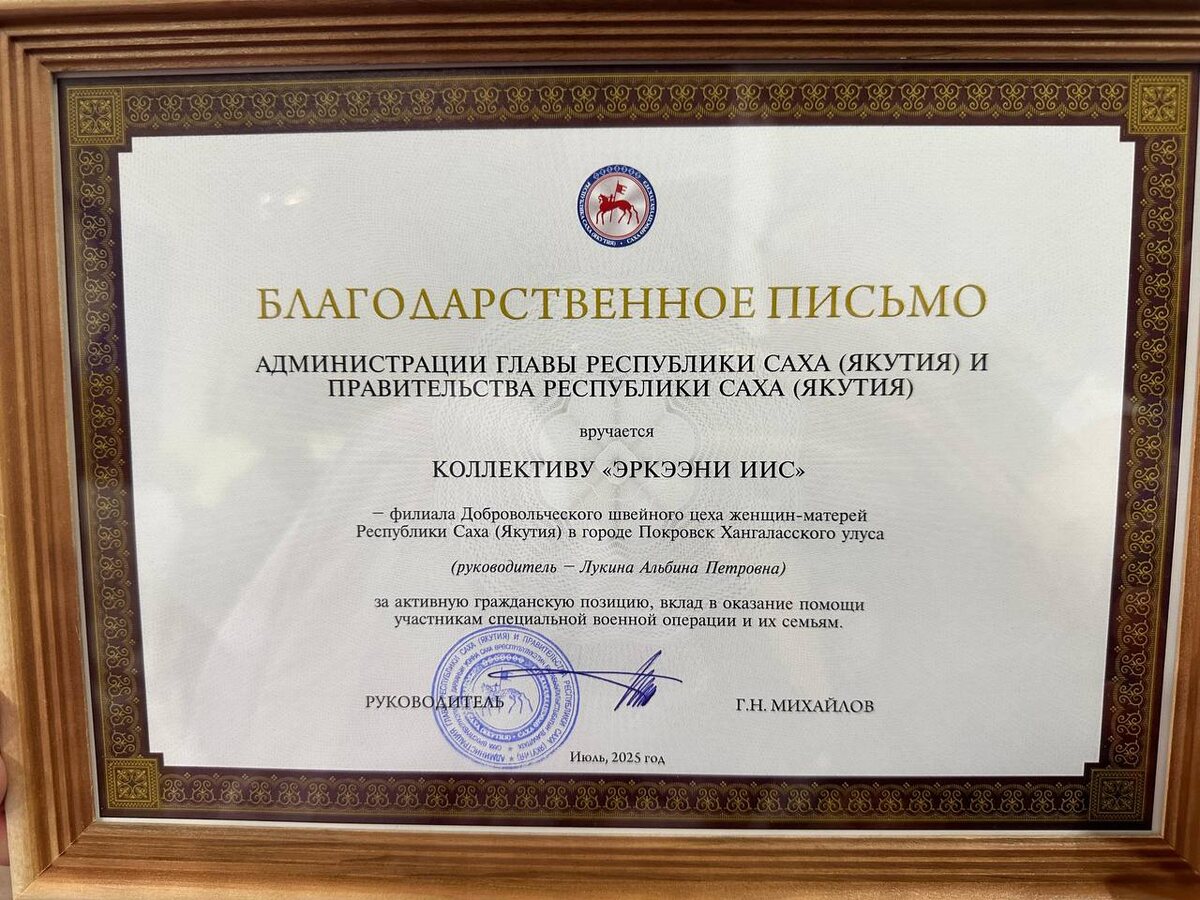 БЛАГОДАРСТВЕННОЕ ПИСЬМО
АДМИНИСТРАЦИИ ГЛАВЫ РЕСПУБЛИКИ САХА (ЯКУТИЯ) И
ПРАВИТЕЛЬСТВА РЕСПУБЛИКИ САХА (ЯКУТИЯ)
вручается
КОЛЛЕКТИВУ «ЭРКЭЭНИ ИИС»
– филиала Добровольческого швейного цеха женщин-матерей
Республики Саха (Якутия) в городе Покровск Хангаласского улуса
(руководитель – Лукина Альбина Петровна)
за активную гражданскую позицию, вклад в оказание помощи
участникам специальной военной операции и их семьям.
РУКОВОДИТЕЛЬ
Г.Н. МИХАЙЛОВ
Июль, 2025 год